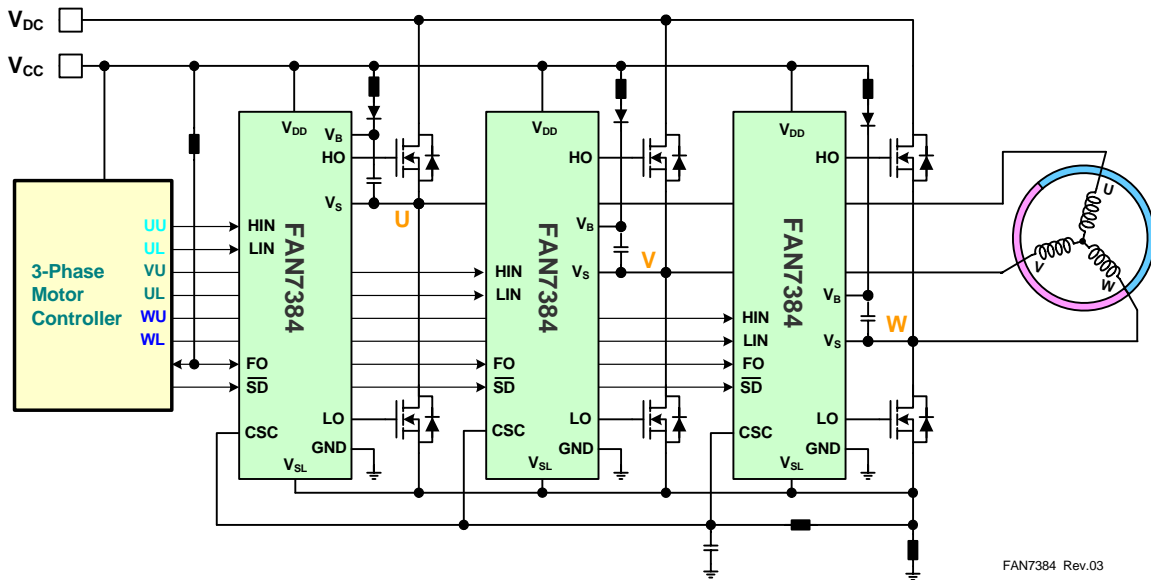 VDC
VCC
3-Phase
Motor
Controller
UU
UL
VU
UL
WU
WL
FAN7384
VDD
VB
HO
VS
HIN
LIN
FO
SD
LO
CSC
GND
VSL
U
FAN7384
VDD
HO
VB
VS
HIN
LIN
FO
SD
LO
CSC
GND
VSL
V
FAN7384
VDD
HO
VB
VS
HIN
LIN
FO
SD
LO
CSC
GND
VSL
W
U
V
W
FAN7384 Rev.03